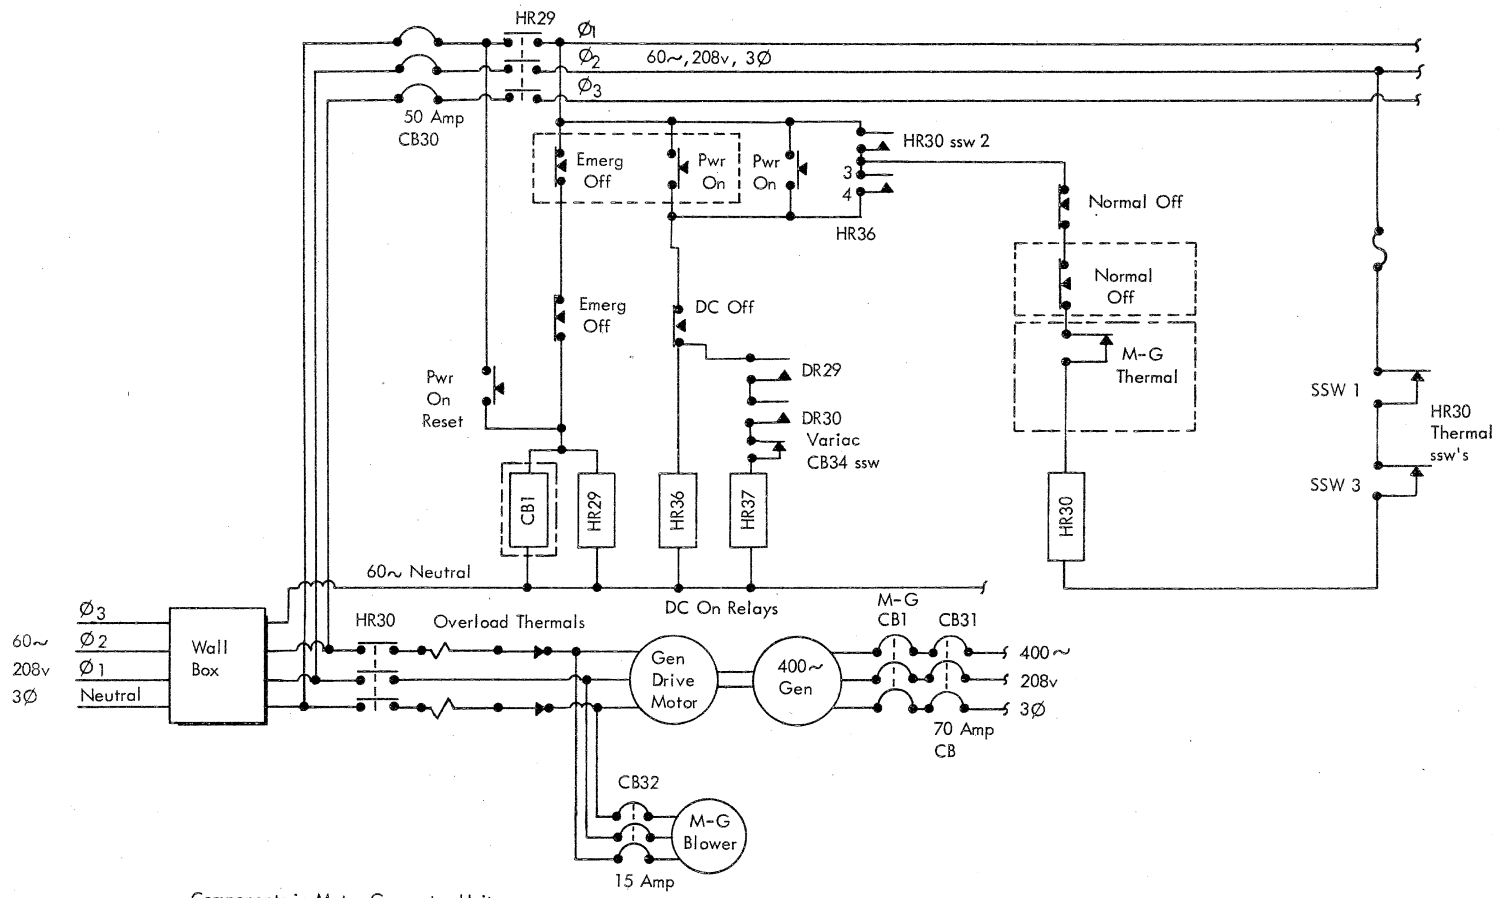 HR29
Ø1
Ø2
60~, 208v, 3Ø
Ø3
50 Amp
CB30
Emerg
Off
Pwr
On
Pwr
On
HR30 ssw 2
3
4
HR36
Normal Off
Normal
Off
Emerg
Off
DC Off
M-G
Thermal
Pwr
On
Reset
DR29
DR30
Variac
CB34 ssw
SSW 1
HR30
Thermal
ssw's
SSW 3
CB1
HR29
HR36
HR37
HR30
60~ Neutral
DC On Relays
Ø3
60~
Ø2
208v
Ø1
3Ø
Neutral
Wall
Box
HR30
Overload Thermals
Gen
Drive
Motor
400~
Gen
M-G
CB1
CB31
400~
208v
3Ø
70 Amp
CB
CB32
M-G
Blower
15 Amp